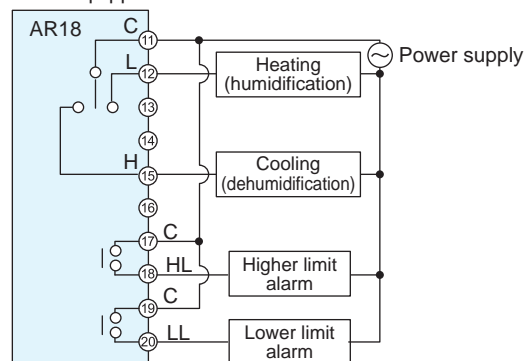 AR18
C
11
Power supply
L
12
Heating
(humidification)
13
14
H
15
Cooling
(dehumidification)
16
17
C
18
HL
Higher limit
alarm
C
19
20
LL
Lower limit
alarm